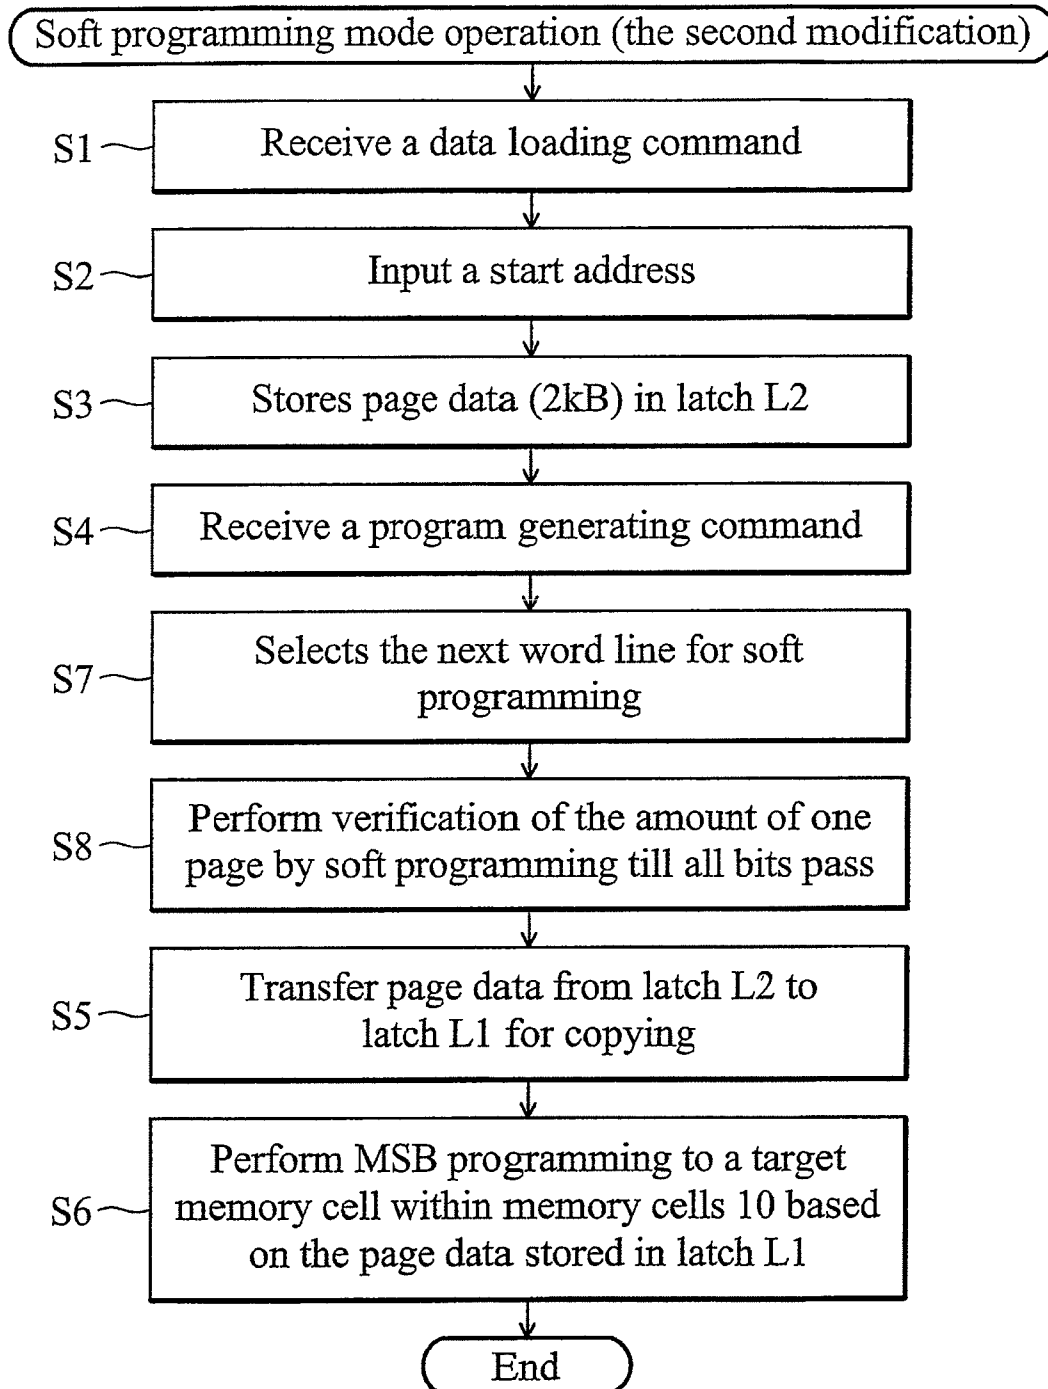 Soft programming mode operation (the second modification)
S1
Receive a data loading command
S2
Input a start address
S3
Stores page data (2kB) in latch L2
S4
Receive a program generating command
S7
Selects the next word line for soft
programming
S8
Perform verification of the amount of one
page by soft programming till all bits pass
S5
Transfer page data from latch L2 to
latch L1 for copying
S6
Perform MSB programming to a target
memory cell within memory cells 10 based
on the page data stored in latch L1
End